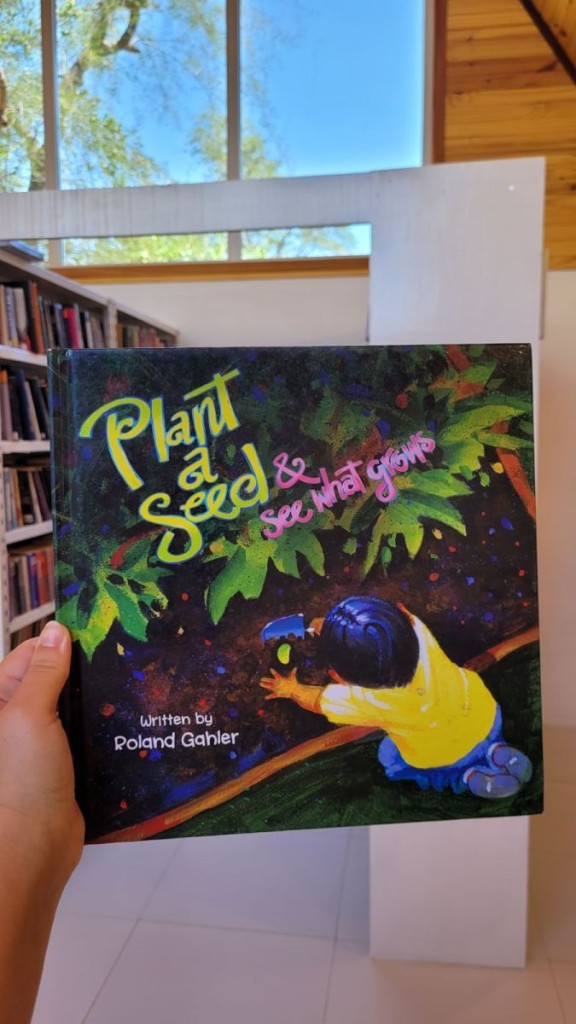 Plant
a
Seed &
see what grows
Written by
Roland Gahler